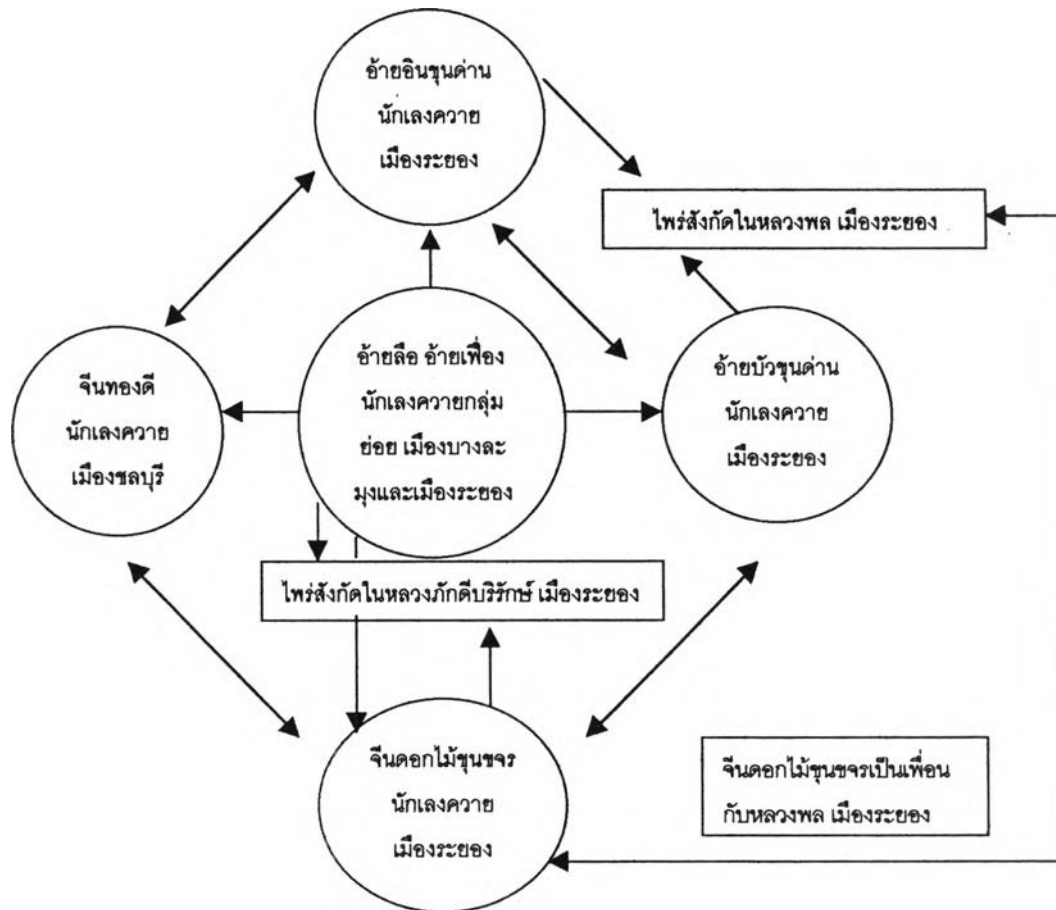 อ้ายอินขุนด่าน
นักเลงควาย
เมืองระยอง
ไพร่สังกัดในหลวงพล เมืองระยอง
จีนทองดี
นักเลงควาย
เมืองชลบุรี
อ้ายลือ อ้ายเฟื่อง
นักเลงควายกลุ่ม
ย่อย เมืองบางละ
มุงและเมืองระยอง
อ้ายบัวขุนด่าน
นักเลงควาย
เมืองระยอง
ไพร่สังกัดในหลวงภักดีบริรักษ์ เมืองระยอง
จีนดอกไม้ขุนขจร
นักเลงควาย
เมืองระยอง
จีนดอกไม้ขุนขจรเป็นเพื่อน
กับหลวงพล เมืองระยอง